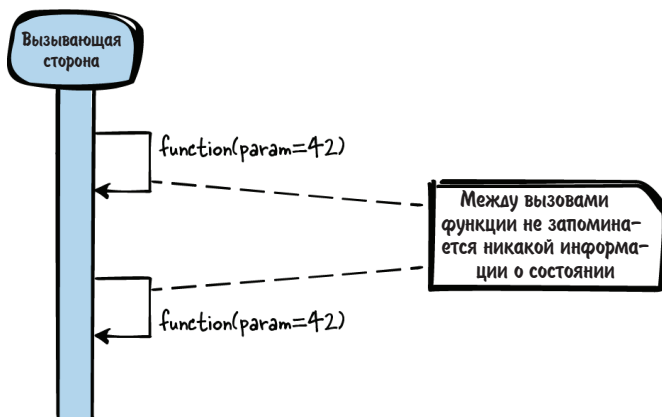 Вызывающая
сторона
function(param=42)
Между вызовами
функции не запомина-
ется никакой информа-
ции о состоянии
function(param=42)